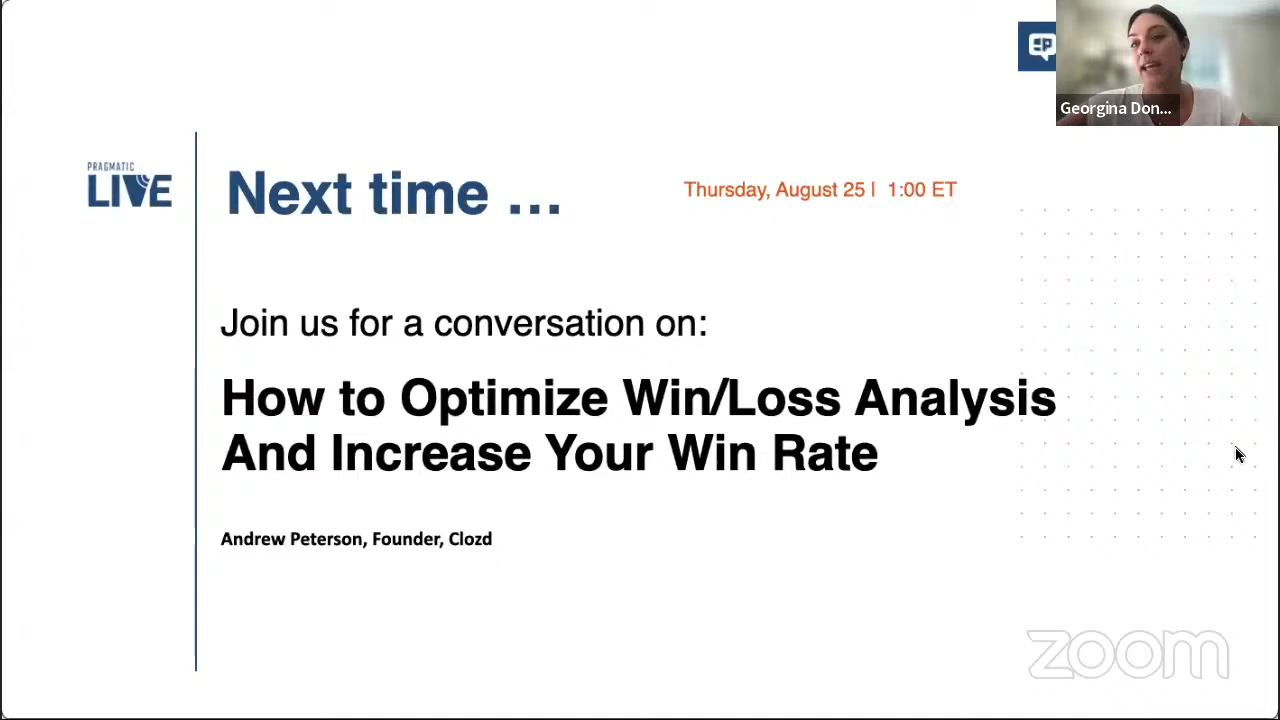 Georgina Don...
PRAGMATIC
LIVE
Next time ...
Thursday, August 25 | 1:00 ET
Join us for a conversation on:
How to Optimize Win/Loss Analysis
And Increase Your Win Rate
Andrew Peterson, Founder, Clozd
zoom